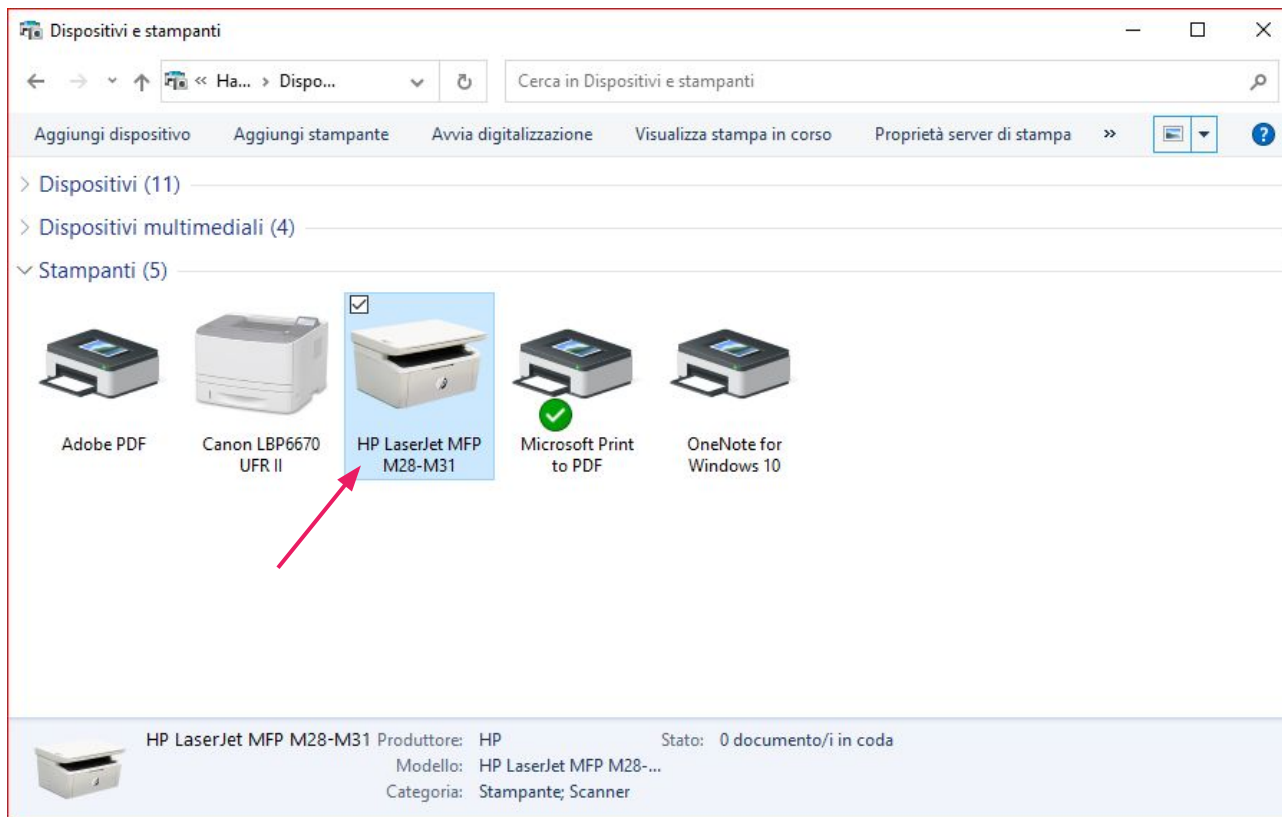 Dispositivi e stampanti
« Ha... › Dispo...
Cerca in Dispositivi e stampanti
Aggiungi dispositivo Aggiungi stampante Avvia digitalizzazione Visualizza stampa in corso Proprietà server di stampa »
Dispositivi (11)
Dispositivi multimediali (4)
Stampanti (5)
Adobe PDF
Canon LBP6670
UFR II
HP LaserJet MFP
M28-M31
Microsoft Print
to PDF
OneNote for
Windows 10
HP LaserJet MFP M28-M31 Produttore: HP Stato: 0 documento/i in coda
Modello: HP LaserJet MFP M28-...
Categoria: Stampante; Scanner